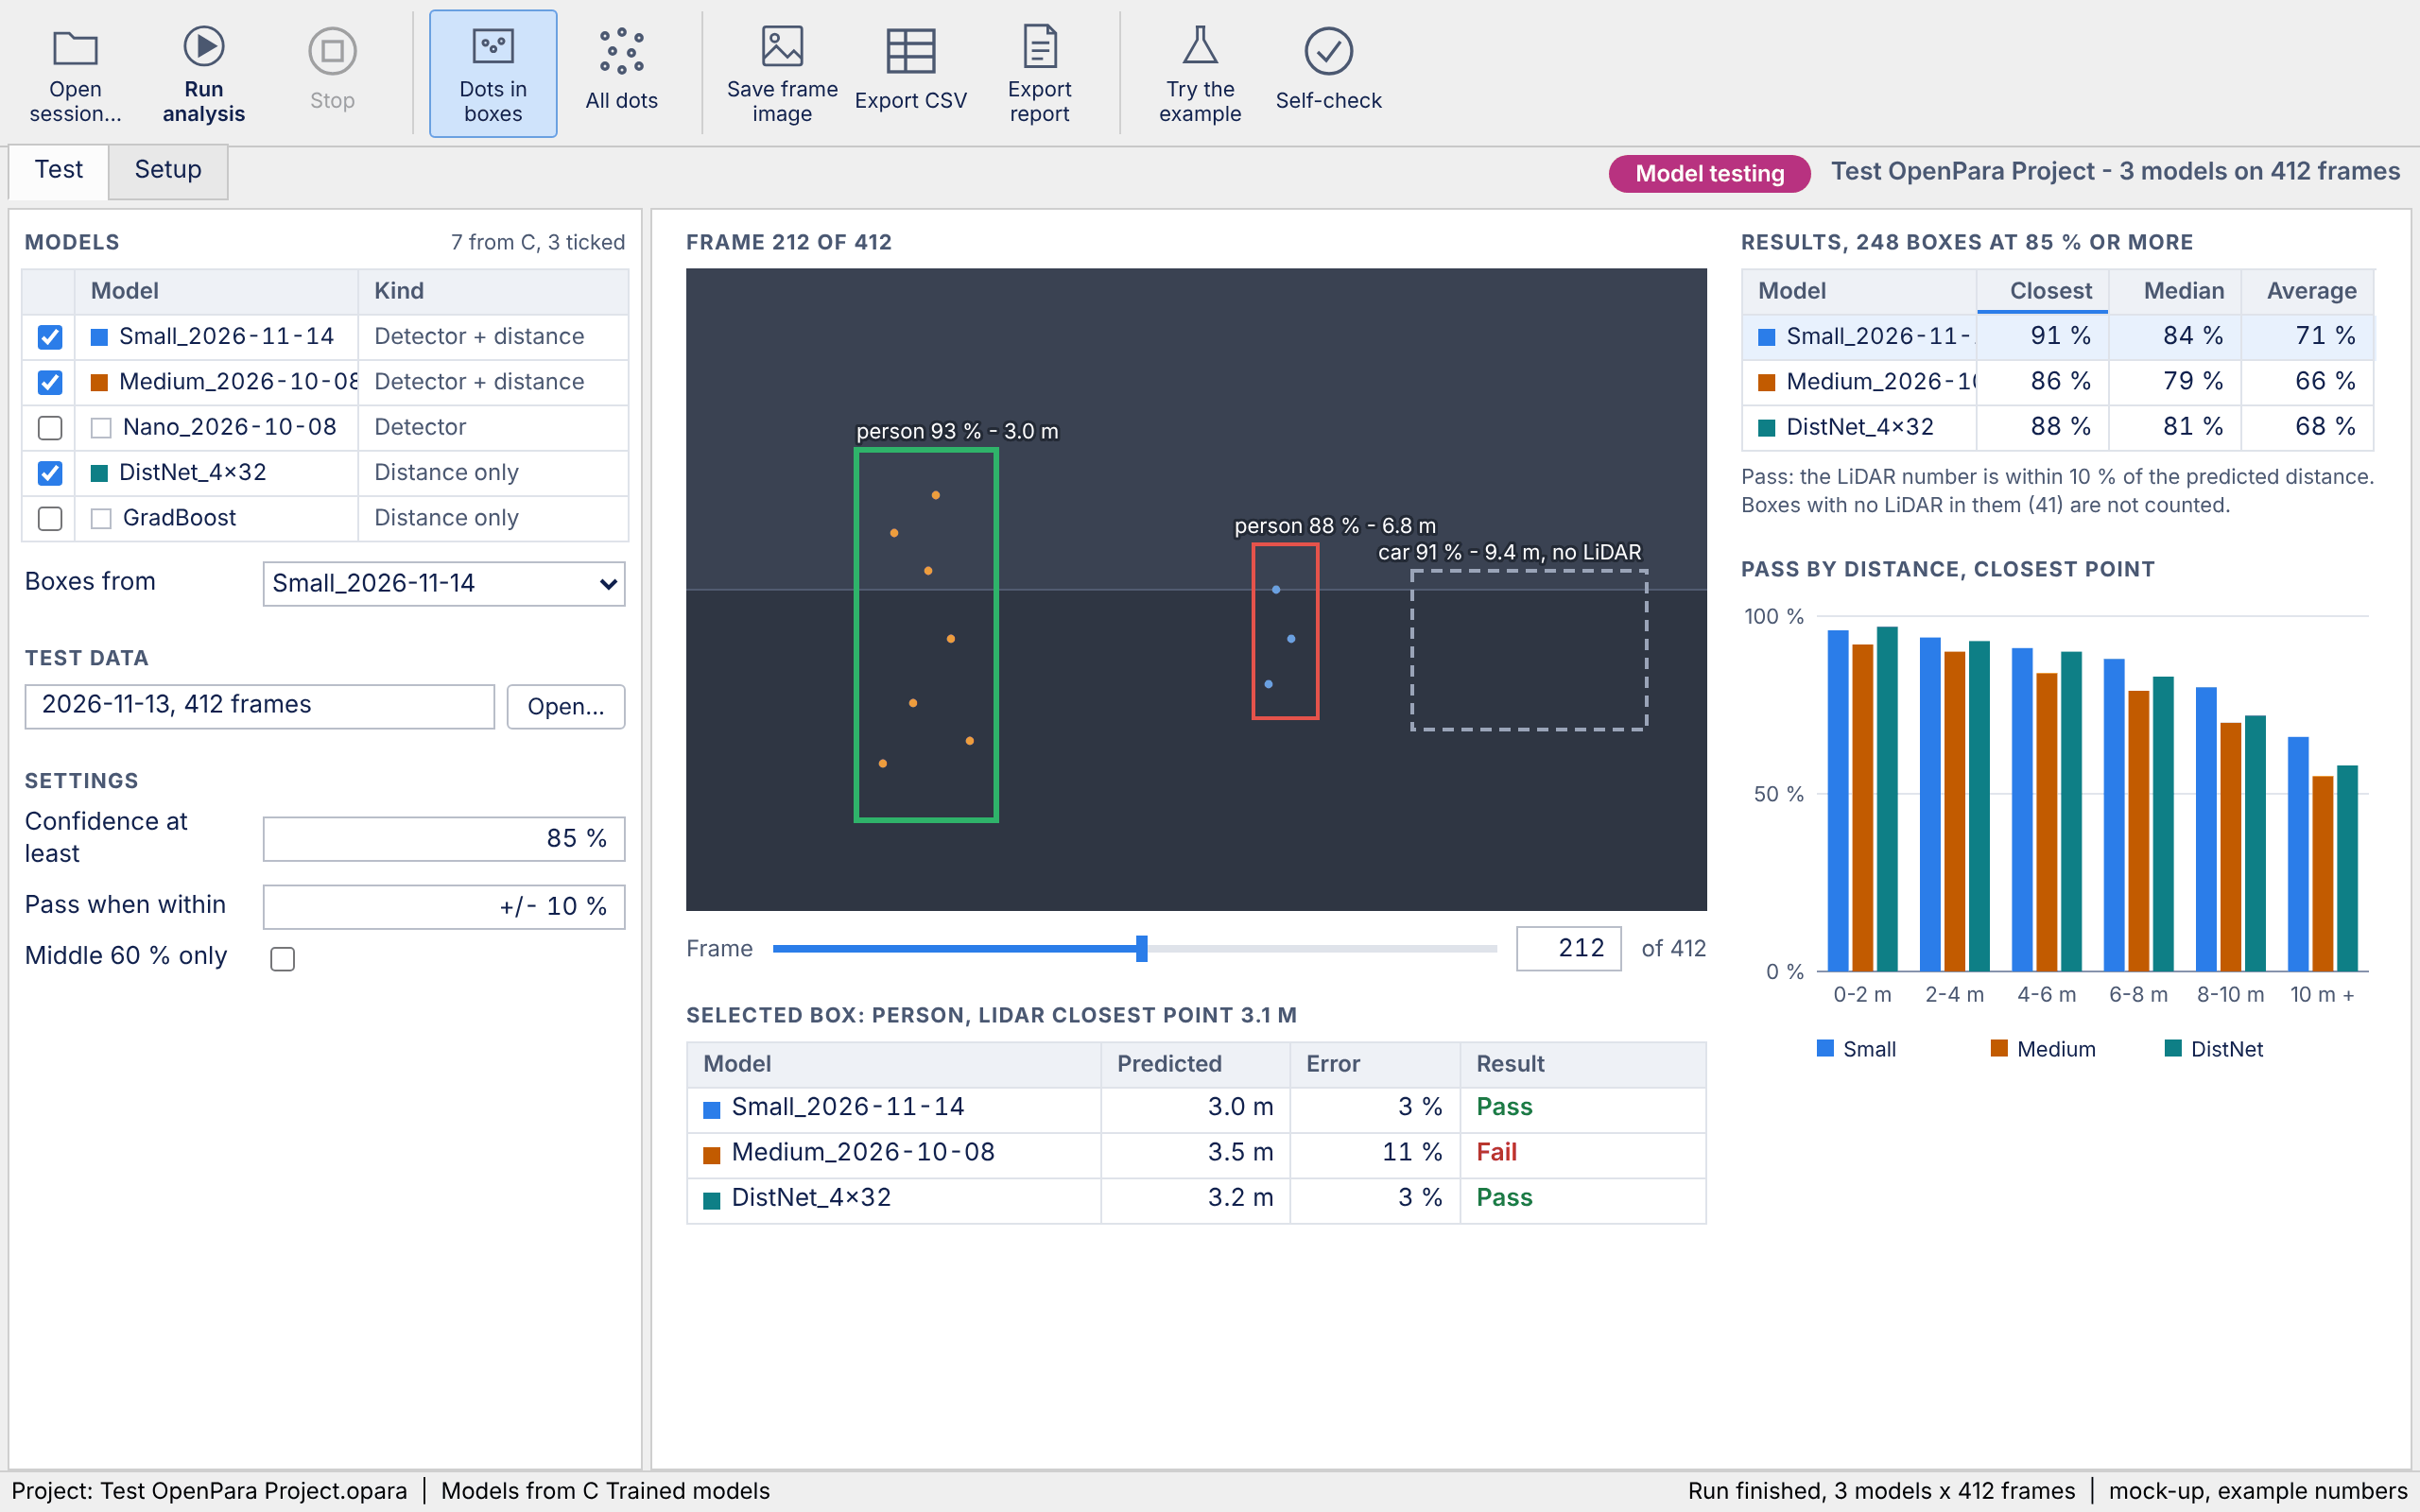 Open session...
Run analysis
Stop
Dots in boxes
All dots
Save frame image
Export CSV
Export report
Try the example
Self-check
Test
Setup
Model testing
Test OpenPara Project - 3 models on 412 frames
MODELS
7 from C, 3 ticked
Model Kind
Small_2026-11-14 Detector + distance
Medium_2026-10-08 Detector + distance
Nano_2026-10-08 Detector
DistNet_4×32 Distance only
GradBoost Distance only
Boxes from Small_2026-11-14
TEST DATA
2026-11-13, 412 frames Open...
SETTINGS
Confidence at least 85 %
Pass when within +/- 10 %
Middle 60 % only
FRAME 212 OF 412
person 93 % - 3.0 m
person 88 % - 6.8 m
car 91 % - 9.4 m, no LiDAR
Frame 212 of 412
SELECTED BOX: PERSON, LIDAR CLOSEST POINT 3.1 M
Model Predicted Error Result
Small_2026-11-14 3.0 m 3 % Pass
Medium_2026-10-08 3.5 m 11 % Fail
DistNet_4×32 3.2 m 3 % Pass
RESULTS, 248 BOXES AT 85 % OR MORE
Model Closest Median Average
Small_2026-11- 91 % 84 % 71 %
Medium_2026-10 86 % 79 % 66 %
DistNet_4×32 88 % 81 % 68 %
Pass: the LiDAR number is within 10 % of the predicted distance.
Boxes with no LiDAR in them (41) are not counted.
PASS BY DISTANCE, CLOSEST POINT
100 %
50 %
0 %
0-2 m 2-4 m 4-6 m 6-8 m 8-10 m 10 m +
Small Medium DistNet
Project: Test OpenPara Project.opara | Models from C Trained models
Run finished, 3 models x 412 frames | mock-up, example numbers